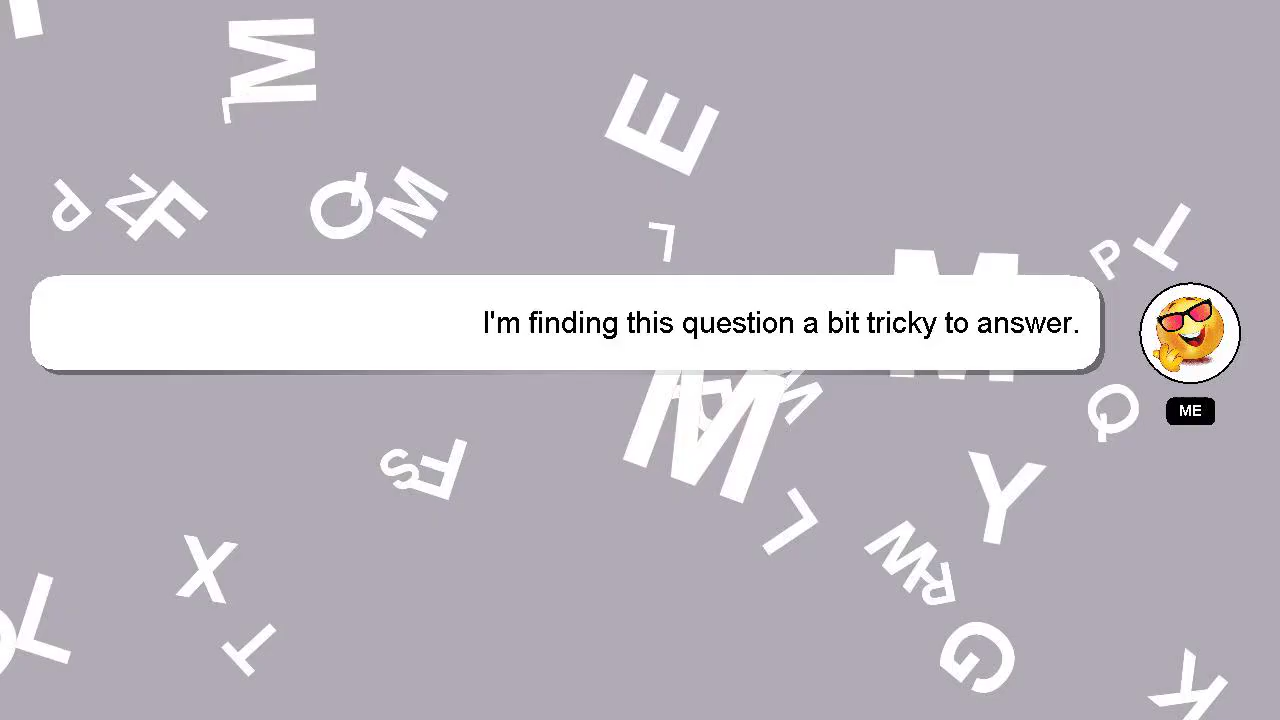 M
L
E
P
Z
F
Q
M
L
P
T
M
I'm finding this question a bit tricky to answer.
ME
M
Q
S
F
Y
L
X
W
R
L
T
G
K